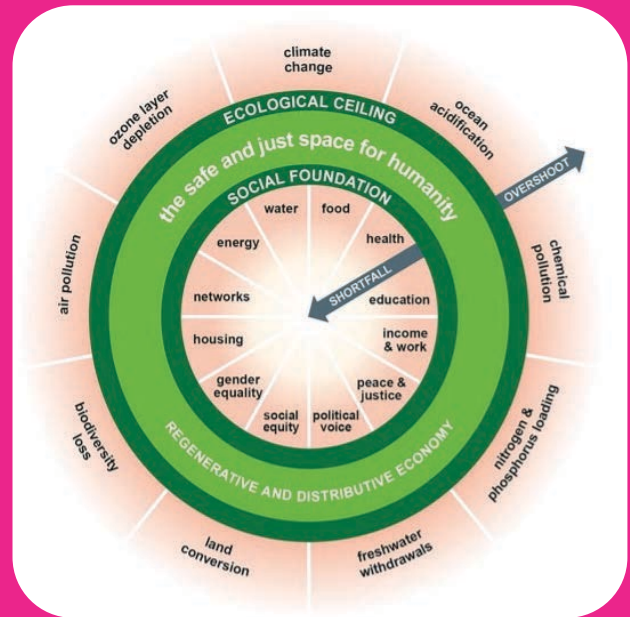 climate
change
ocean
acidification
chemical
pollution
nitrogen &
phosphorus loading
freshwater
withdrawals
land
conversion
biodiversity
loss
air pollution
ozone layer
depletion
ECOLOGICAL CEILING
the safe and just space for humanity
SOCIAL FOUNDATION
OVERSHOOT
SHORTFALL
water
food
health
education
income
& work
peace &
justice
political
voice
social
equity
gender
equality
housing
networks
energy
REGENERATIVE AND DISTRIBUTIVE ECONOMY